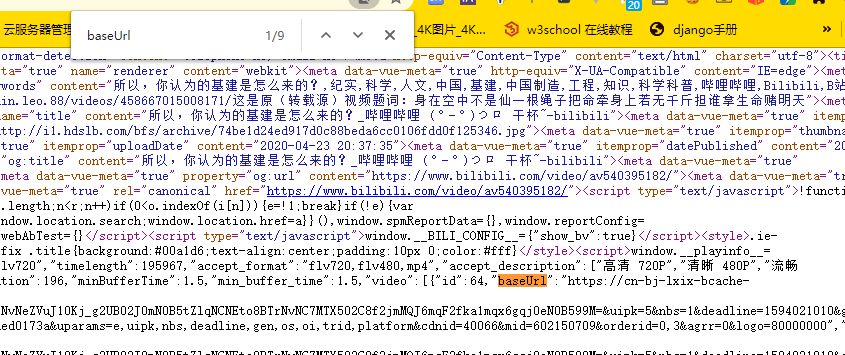 云服务器管理
_4K图片_4K...
w3school 在线教程
django手册
20
baseUrl
1/9
ormat-detection" content="telephone=no"><meta data-vue-meta="true" http-equiv="Content-Type" content="text/html" charset="utf-8"><ti
ta="true" name="renderer" content="webkit"><meta data-vue-meta="true" http-equiv="X-UA-Compatible" content="IE=edge"><me
words" content="所以，你认为的基建是怎么来的？,纪实,科学,人文,中国,基建,中国制造,工程,知识,科学科普,哔哩哔哩,Bilibili,B站
in.leo.88/videos/458667015008171/这是原（转载源）视频题词：身在空中不是仙一根绳子把命牵身上若无千斤担谁拿生命赌明天"><meta
name="title" content="所以，你认为的基建是怎么来的？_哔哩哔哩 (゜-゜)つロ 干杯~-bilibili"><meta data-vue-meta="true"
http://i1.hdslb.com/bfs/archive/74be1d24ed917d0c88beda6cc0106fdd0f125346.jpg"><meta data-vue-meta="true" itemprop="thumbna
true" itemprop="uploadDate" content="2020-04-23 20:37:35"><meta data-vue-meta="true" itemprop="datePublished" content="20
"og:title" content="所以，你认为的基建是怎么来的？_哔哩哔哩 (゜-゜)つロ 干杯~-bilibili"><meta data-vue-meta="true"
meta="true" property="og:url" content="https://www.bilibili.com/video/av540395182/"><meta data-vue-meta="true"
vue-meta="true" rel="canonical" href="https://www.bilibili.com/video/av540395182/"><script type="text/javascript">!functi
.length;n<r;n++)if(0<o.indexOf(i[n])){e=!1;break}if(!e){var
ndow.location.search;window.location.href=a}}(),window.spmReportData={},window.reportConfig=
webAbTest={}</script><script type="text/javascript">window.__BILI_CONFIG__={"show_bv":true}</script><style>.ie-
fix .title{background:#00a1d6;text-align:center;padding:10px 0;color:#fff}</style><script>window.__playinfo__=
lv720","timelength":195967,"accept_format":"flv720,flv480,mp4","accept_description":["高清 720P","清晰 480P","流畅
tion":196,"minBufferTime":1.5,"min_buffer_time":1.5,"video":[{"id":64,"baseUrl":"https://cn-bj-lxix-bcache-
NvNeZVuJ10Kj_g2UB02J0mN0B5tZlqNCNEto8BTrNvNC7MTX502C8f2jmMQJ6mqF2fka1mqx6gqj0eN0B599M=&uipk=5&nbs=1&deadline=1594021010&g
ed0173a&uparams=e,uipk,nbs,deadline,gen,os,oi,trid,platform&cdnid=40066&mid=602150709&orderid=0,3&agrr=0&logo=80000000","